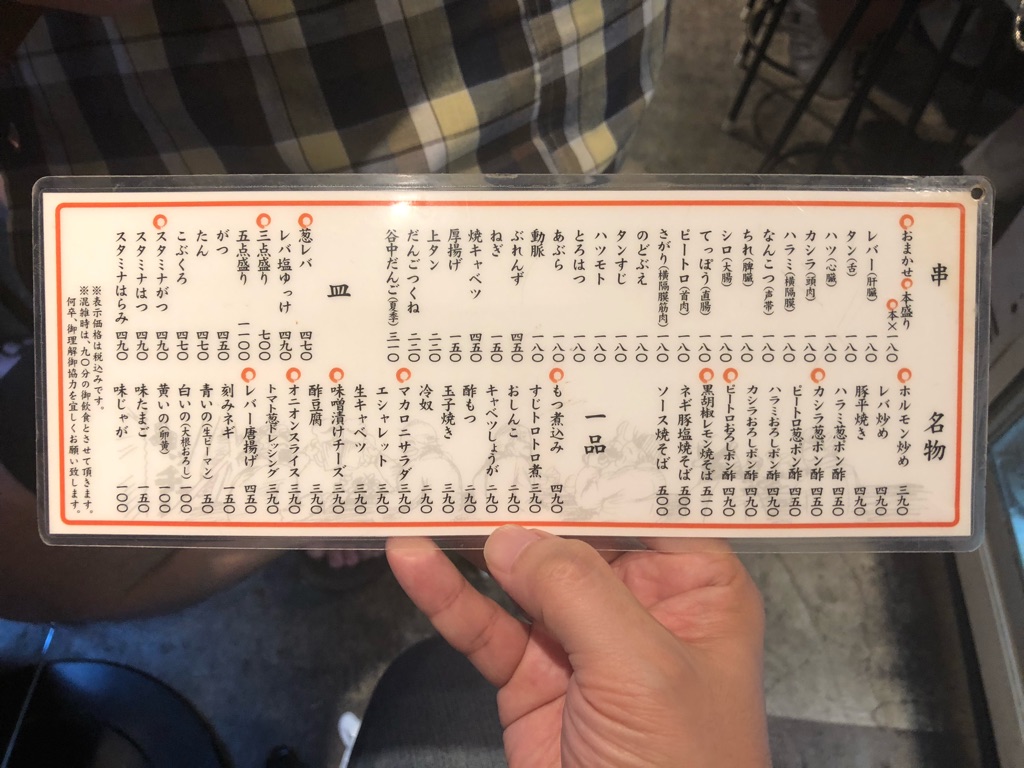 串
おまかせ 本盛り
本×一八〇
レバー(肝臓) 一八〇
タン(舌) 一八〇
ハツ(心臓) 一八〇
カシラ(頭肉) 一八〇
ハラミ(横隔膜) 一八〇
なんこつ(声帯) 一八〇
ちれ(脾臓) 一八〇
シロ(大腸) 一八〇
てっぽう(直腸) 一八〇
ピートロ(首肉) 一八〇
さがり(横隔膜筋肉) 一八〇
のどぶえ 一八〇
タンすじ 一八〇
ハツモト 一八〇
とろはつ 一八〇
あぶら 一八〇
動脈 一八〇
ぶれんず 四五〇
ねぎ 一五〇
焼キャベツ
厚揚げ 一五〇
上タン 二二〇
だんごつくね 二二〇
谷中だんご(夏季) 三一〇
皿
葱レバ 四七〇
レバ塩ゆっけ 四九〇
三点盛り 七〇〇
五点盛り 一一〇〇
がつ 四五〇
たん 四五〇
こぶくろ 四七〇
スタミナがつ 四九〇
スタミナはつ 四九〇
スタミナはらみ 四九〇
※表示価格は税込みです。
※混雑時は、九〇分の御飲食とさせて頂きます。
何卒、御理解御協力を宜しくお願い致します。
名物
ホルモン炒め 三九〇
レバ炒め 四九〇
豚平焼き 四九〇
ハラミ葱ポン酢 四五〇
カシラ葱ポン酢 四五〇
ピートロ葱ポン酢 四五〇
ハラミおろしポン酢 四九〇
カシラおろしポン酢 四九〇
ピートロおろしポン酢 四九〇
黒胡椒レモン焼そば 五一〇
ネギ豚塩焼そば 五〇〇
ソース焼そば 五〇〇
一品
もつ煮込み 四九〇
すじトロトロ煮 三九〇
おしんこ 二九〇
キャベツしょうが 二九〇
酢もつ 二九〇
玉子焼き 三九〇
冷奴 二九〇
マカロニサラダ 三九〇
エシャレット 三九〇
生キャベツ 二九〇
味噌漬けチーズ 三九〇
酢豆腐 三九〇
オニオンスライス 三九〇
トマト葱ドレッシング 三九〇
レバー唐揚げ 四五〇
刻みネギ 一五〇
青いの(生ピーマン) 五〇
白いの(大根おろし) 一〇〇
黄いの(卵黄) 一〇〇
味たまご 一五〇
味じゃが 一〇〇